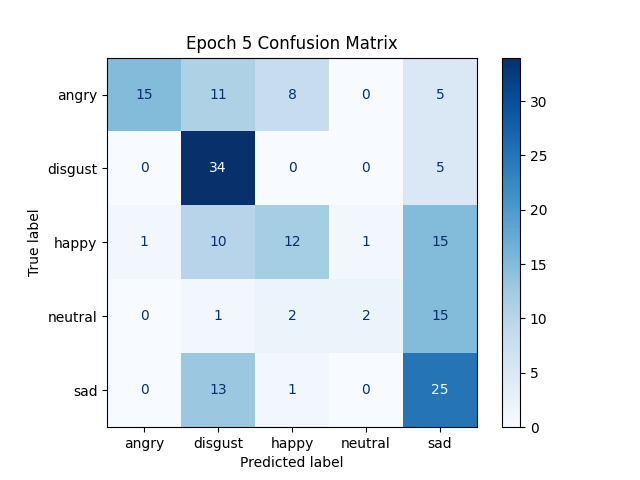 Epoch 5 Confusion Matrix
angry 15 11 8 0 5
disgust 0 34 0 0 5
happy 1 10 12 1 15
neutral 0 1 2 2 15
sad 0 13 1 0 25
angry disgust happy neutral sad
Predicted label
True label
30
25
20
15
10
5
0